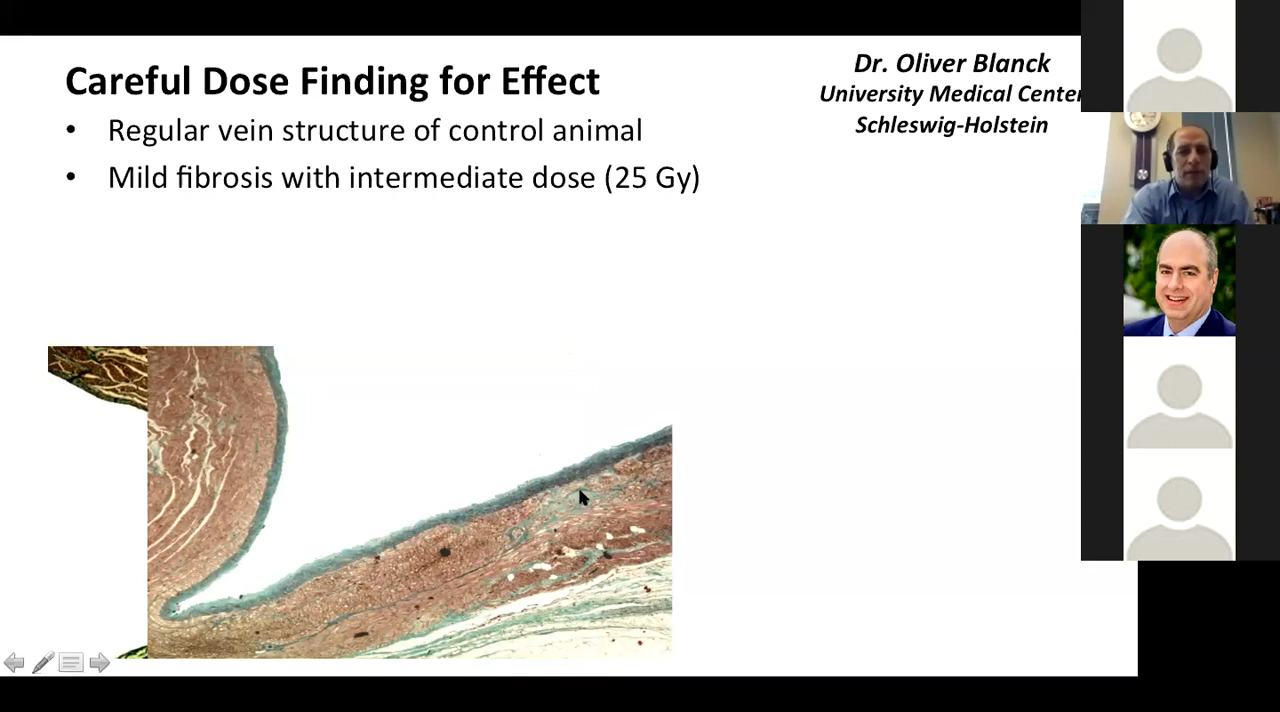 Careful Dose Finding for Effect
• Regular vein structure of control animal
• Mild fibrosis with intermediate dose (25 Gy)
Dr. Oliver Blanck
University Medical Center
Schleswig-Holstein